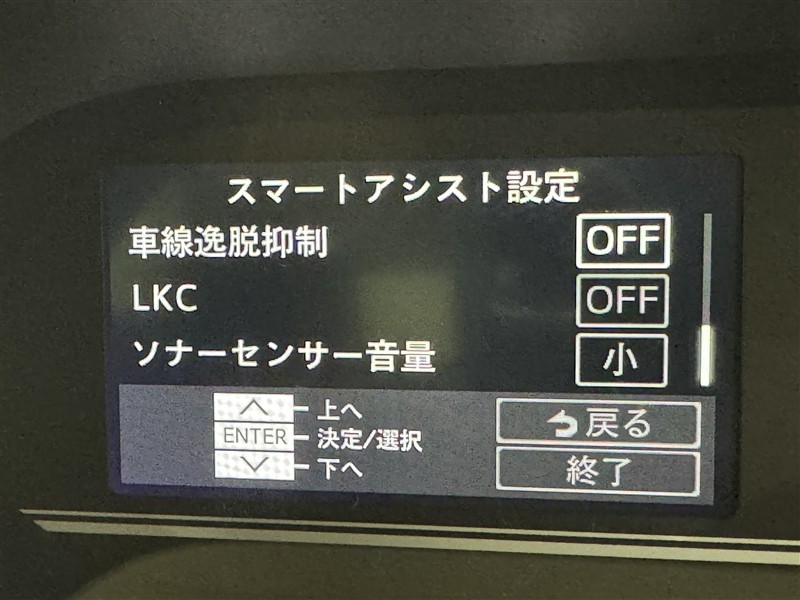 スマートアシスト設定
車線逸脱抑制 OFF
LKC OFF
ソナーセンサー音量 小
上へ
ENTER 決定/選択
下へ
戻る
終了